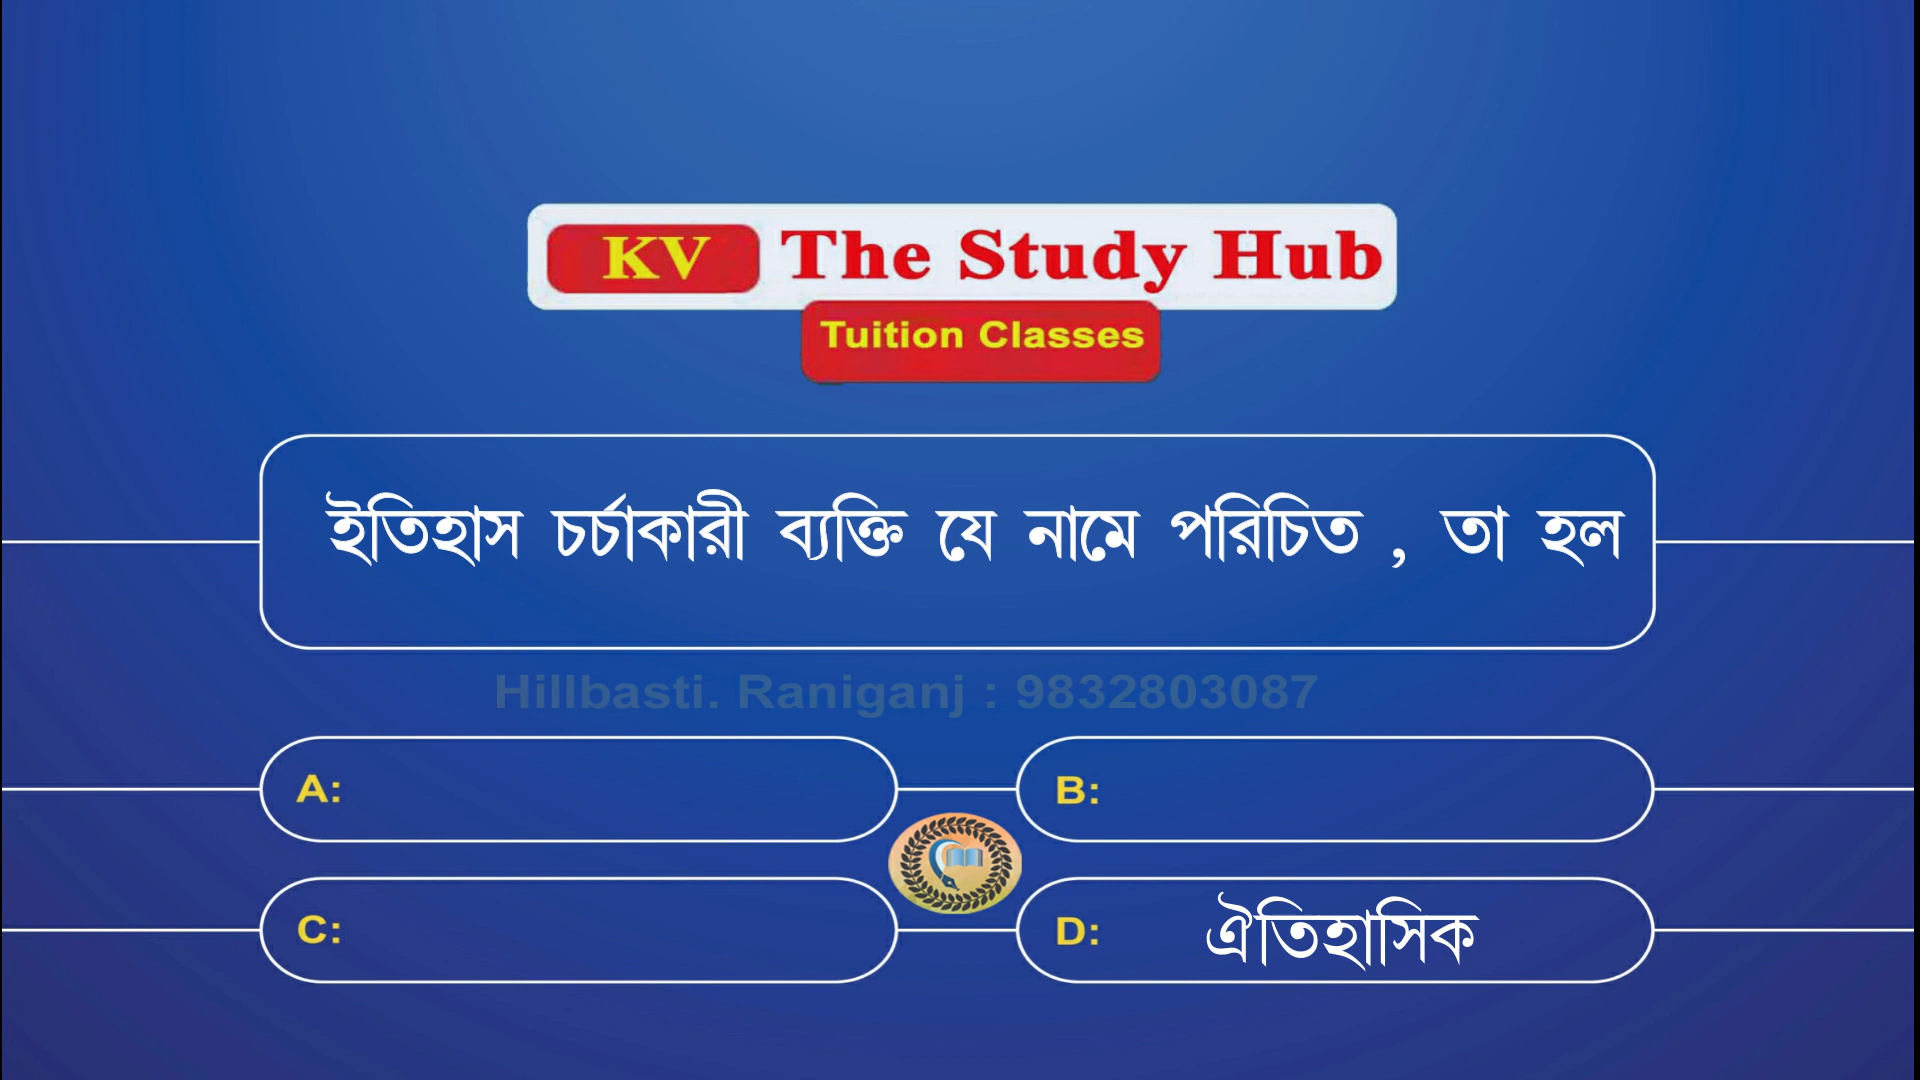 KV The Study Hub
Tuition Classes
ইতিহাস চর্চাকারী ব্যক্তি যে নামে পরিচিত , তা হল
Hillbasti. Raniganj : 9832803087
A:
B:
C:
D: ঐতিহাসিক